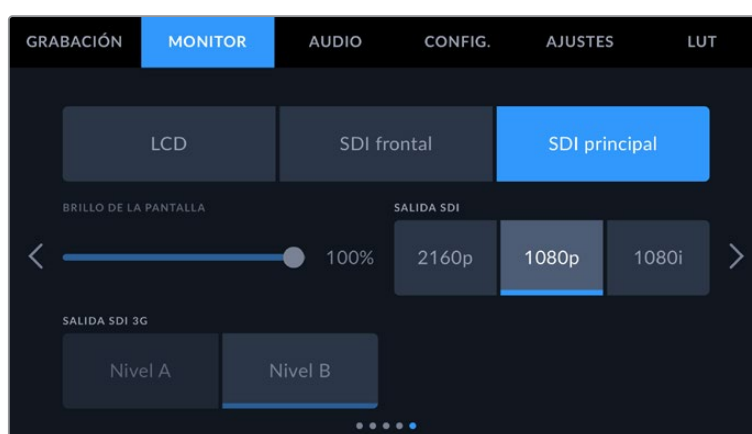 GRABACIÓN MONITOR AUDIO CONFIG. AJUSTES LUT
LCD SDI frontal SDI principal
BRILLO DE LA PANTALLA SALIDA SDI
100% 2160p 1080p 1080i
SALIDA SDI 3G
Nivel A Nivel B